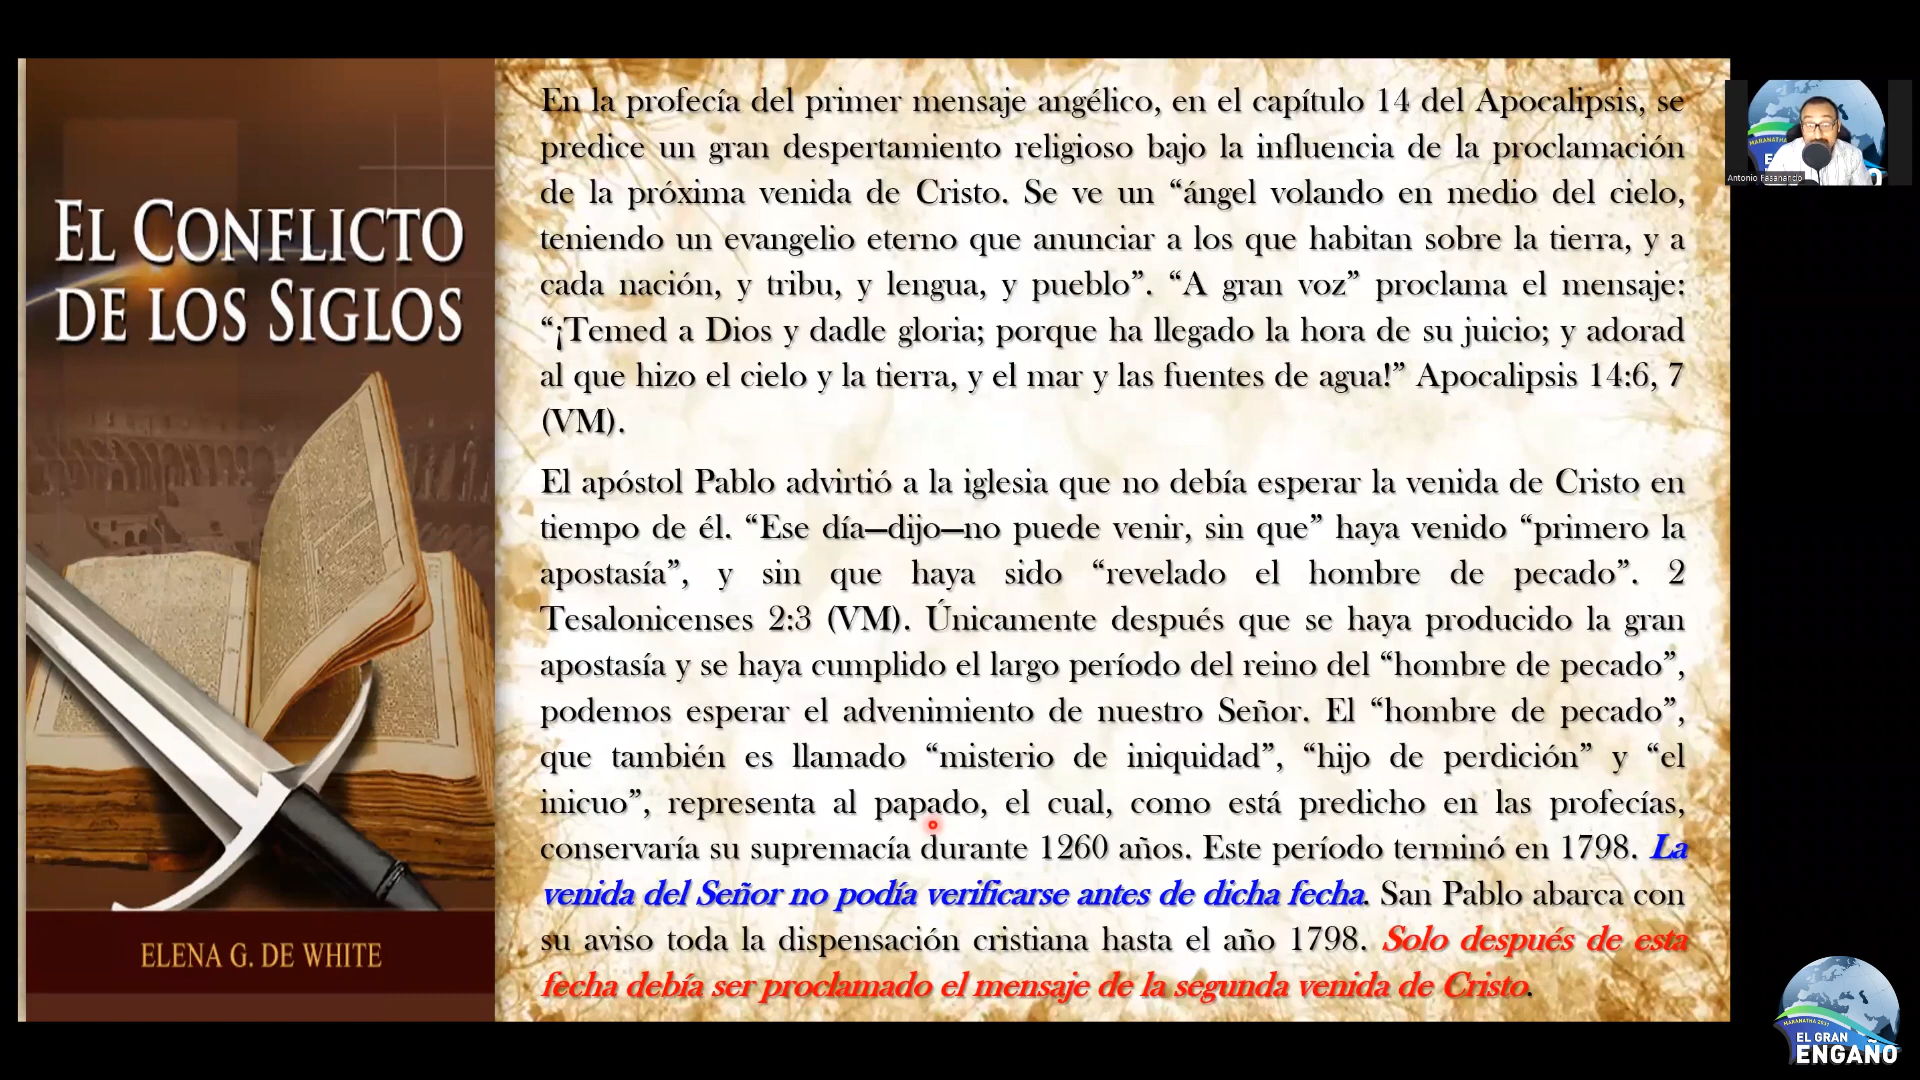 EL CONFLICTO
DE LOS SIGLOS
ELENA G. DE WHITE
En la profecía del primer mensaje angélico, en el capítulo 14 del Apocalipsis, se
predice un gran despertamiento religioso bajo la influencia de la proclamación
de la próxima venida de Cristo. Se ve un “ángel volando en medio del cielo,
teniendo un evangelio eterno que anunciar a los que habitan sobre la tierra, y a
cada nación, y tribu, y lengua, y pueblo”. “A gran voz” proclama el mensaje:
“¡Temed a Dios y dadle gloria; porque ha llegado la hora de su juicio; y adorad
al que hizo el cielo y la tierra, y el mar y las fuentes de agua!” Apocalipsis 14:6, 7
(VM).
El apóstol Pablo advirtió a la iglesia que no debía esperar la venida de Cristo en
tiempo de él. “Ese día—dijo—no puede venir, sin que” haya venido “primero la
apostasía”, y sin que haya sido “revelado el hombre de pecado”. 2
Tesalonicenses 2:3 (VM). Únicamente después que se haya producido la gran
apostasía y se haya cumplido el largo período del reino del “hombre de pecado”,
podemos esperar el advenimiento de nuestro Señor. El “hombre de pecado”,
que también es llamado “misterio de iniquidad”, “hijo de perdición” y “el
inicuo”, representa al papado, el cual, como está predicho en las profecías,
conservaría su supremacía durante 1260 años. Este período terminó en 1798. La
venida del Señor no podía verificarse antes de dicha fecha. San Pablo abarca con
su aviso toda la dispensación cristiana hasta el año 1798. Solo después de esta
fecha debía ser proclamado el mensaje de la segunda venida de Cristo.
MARANATHA
Antonio Fasanando
MARANATHA 2031
EL GRAN
ENGAÑO